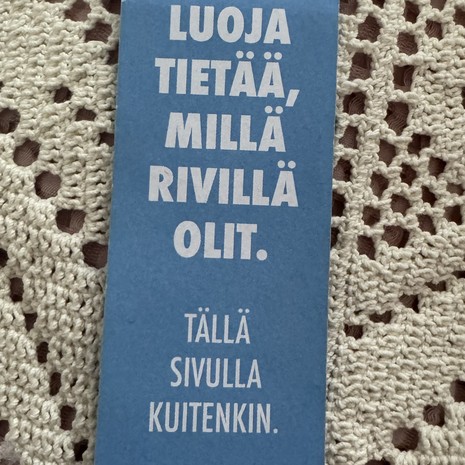 LUOJA
TIETÄÄ,
MILLÄ
RIVILLÄ
OLIT.
TÄLLÄ
SIVULLA
KUITENKIN.